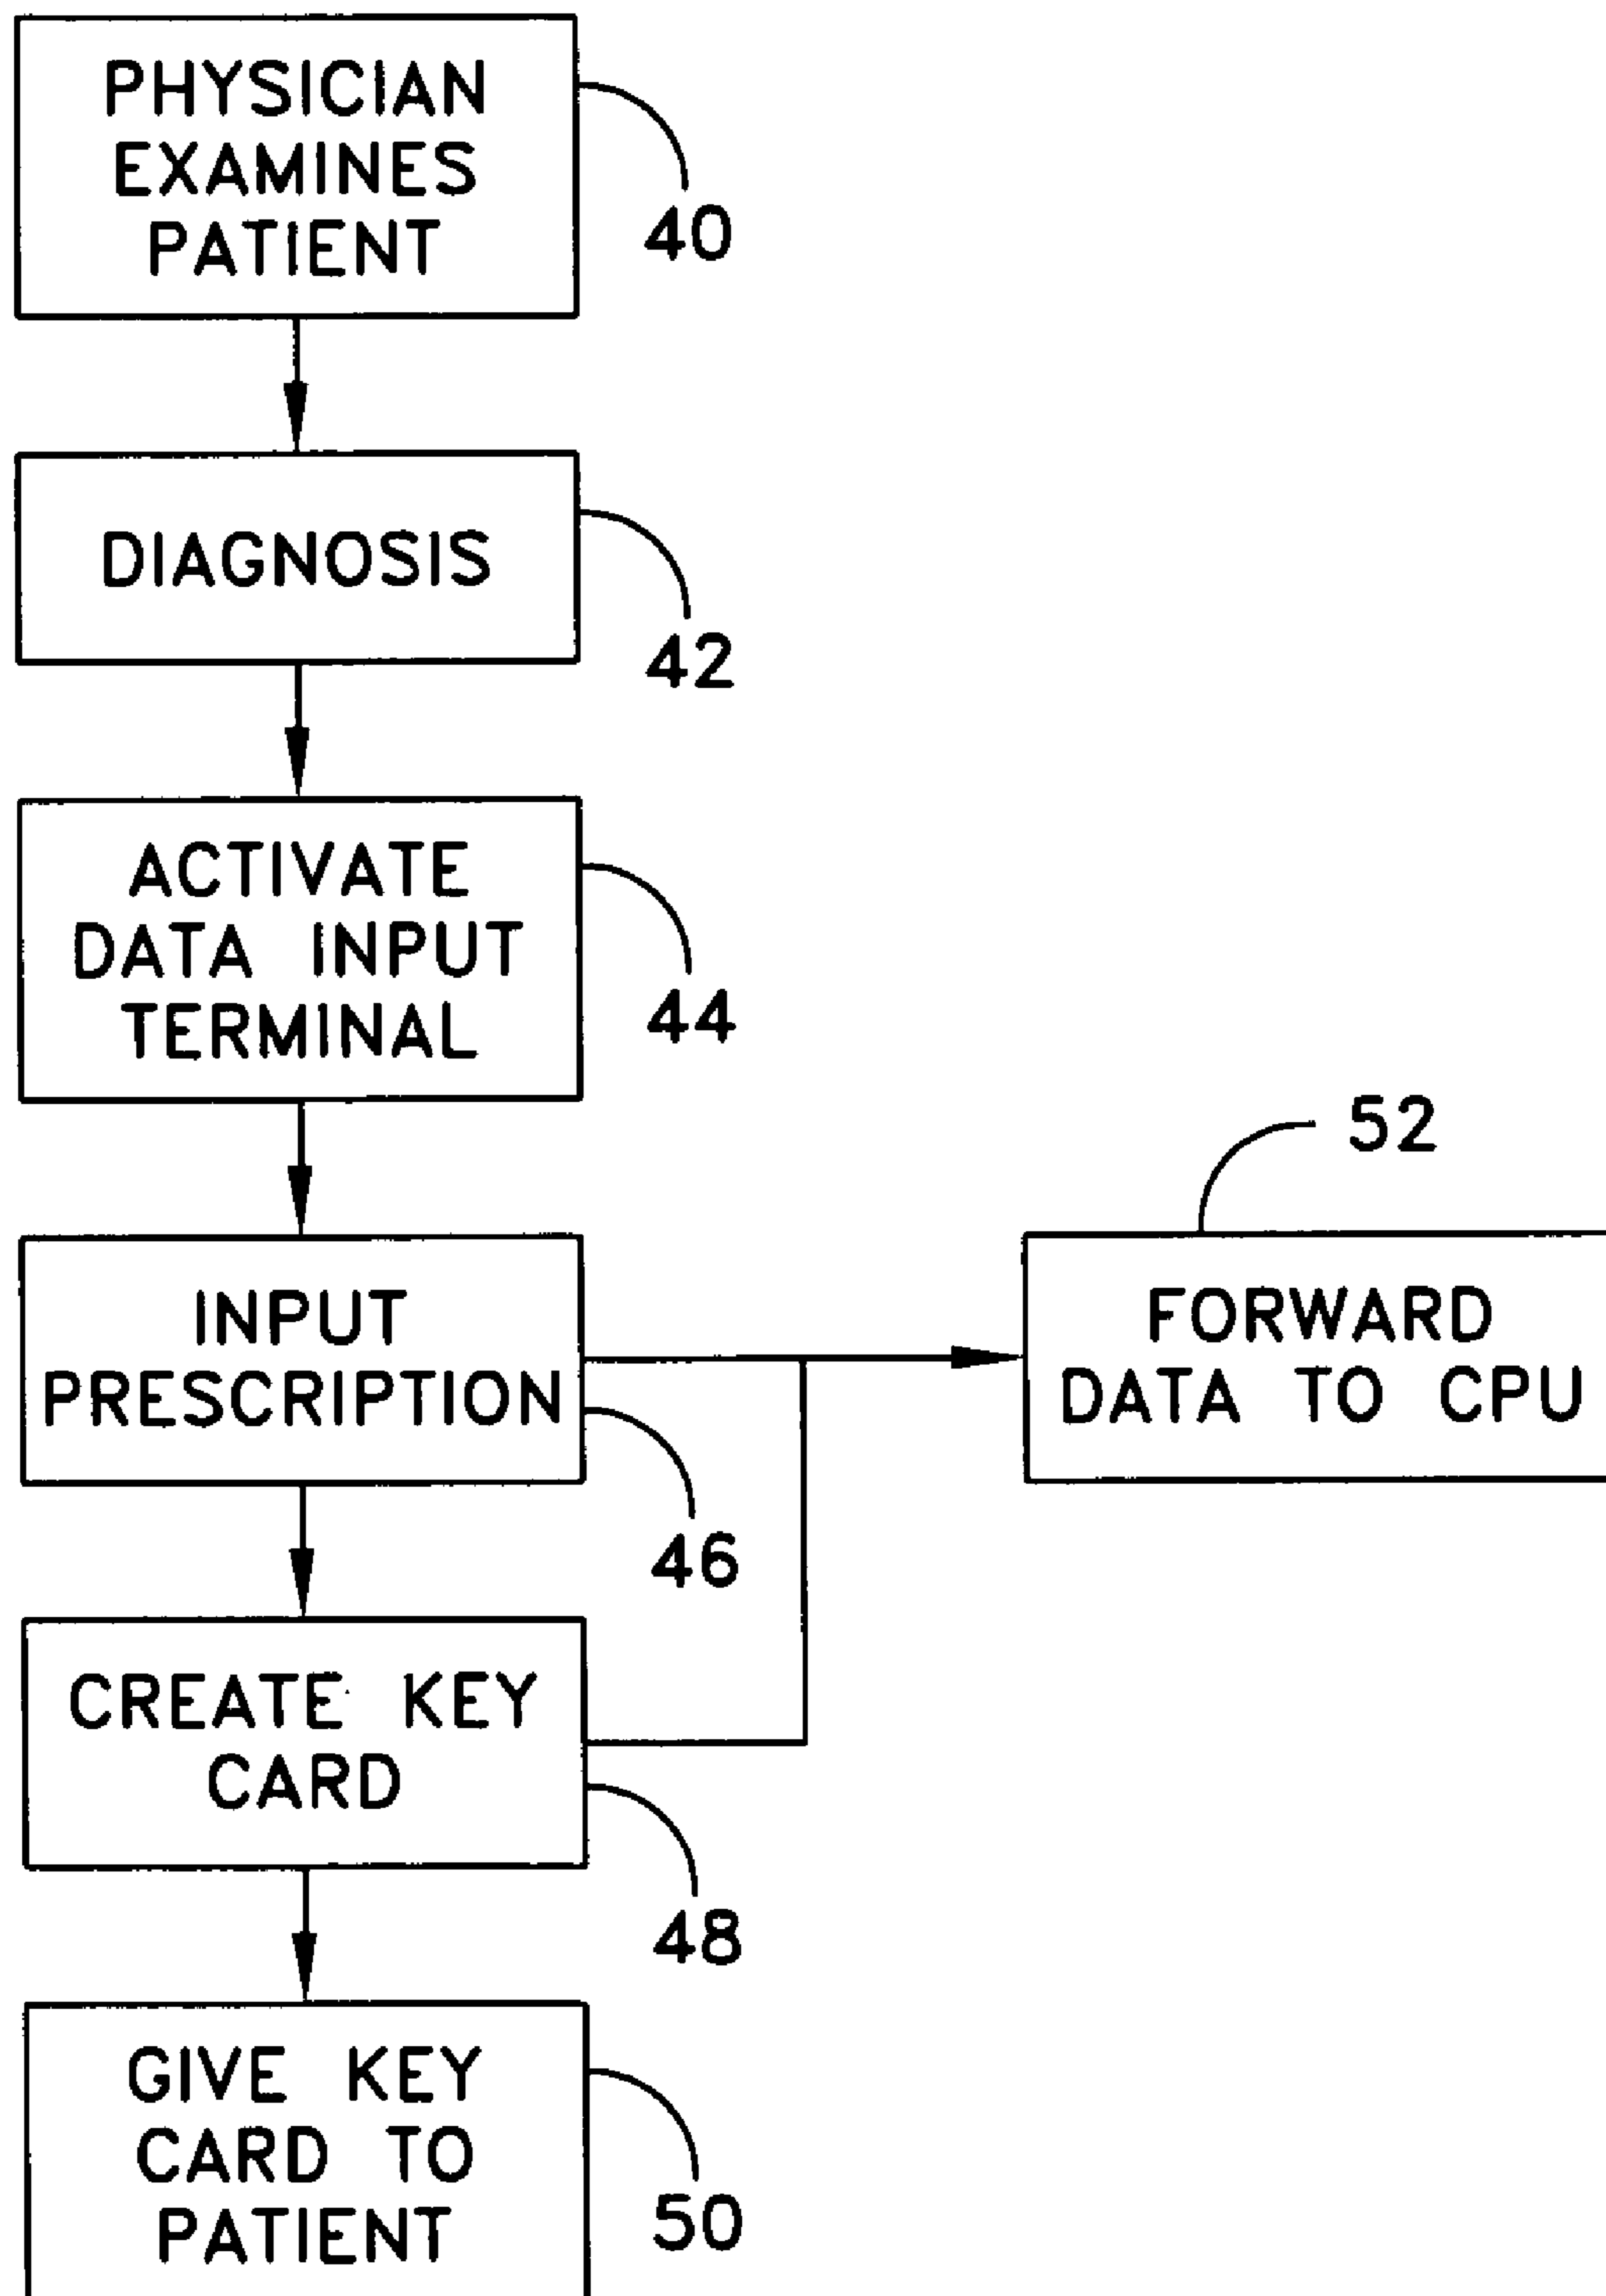 PHYSICIAN
EXAMINES
PATIENT
40
DIAGNOSIS
42
ACTIVATE
DATA INPUT
TERMINAL
44
INPUT
PRESCRIPTION
46
52
FORWARD
DATA TO CPU
CREATE KEY
CARD
48
GIVE KEY
CARD TO
PATIENT
50